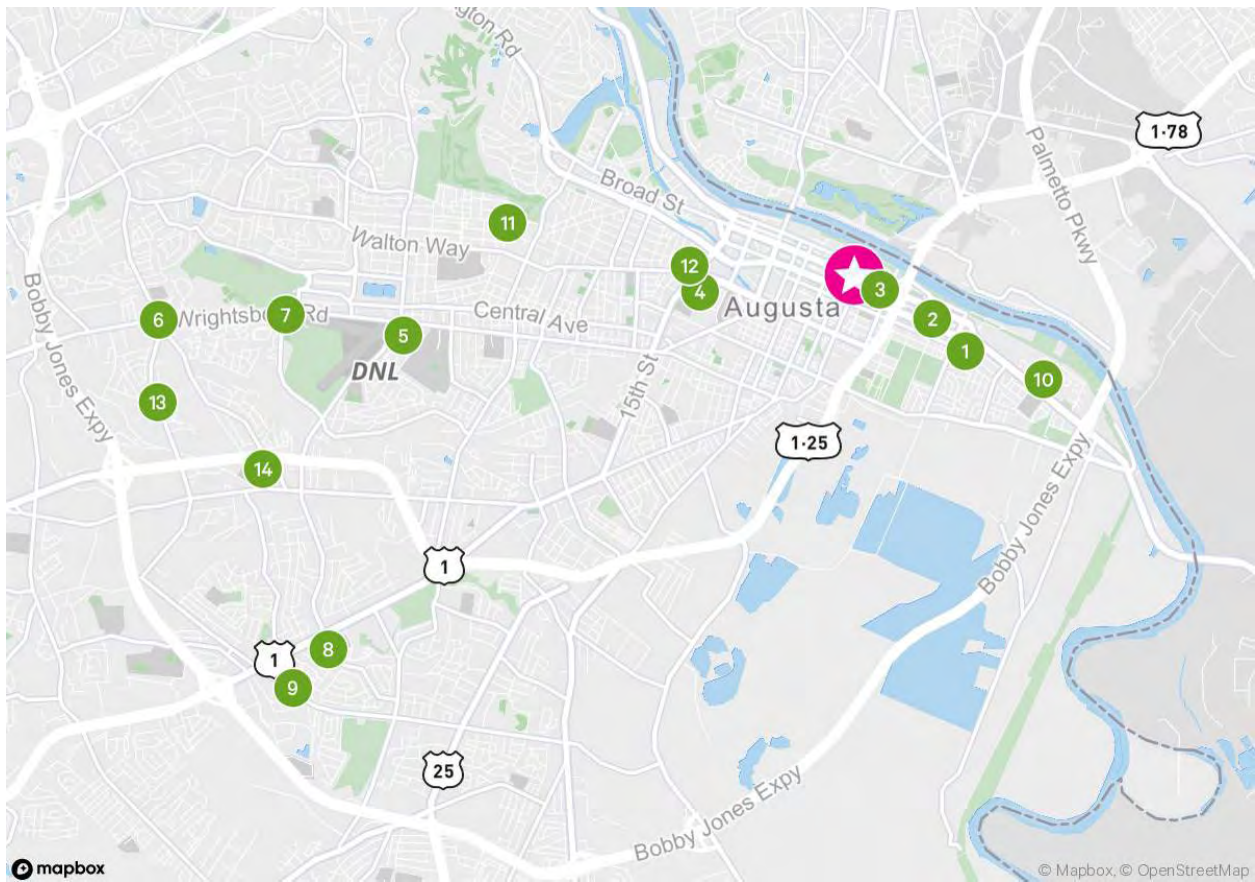 ngton Rd
1·78
Palmetto Pkwy
Broad St
11
Walton Way
12
4
3
Augusta
2
1
10
Bobby Jones Expy
6
Wrightsbo
Rd
7
5
Central Ave
DNL
15th St
13
1·25
14
Bobby Jones Expy
1
8
1
9
25
Bobby Jones Expy
mapbox
© Mapbox, © OpenStreetMap